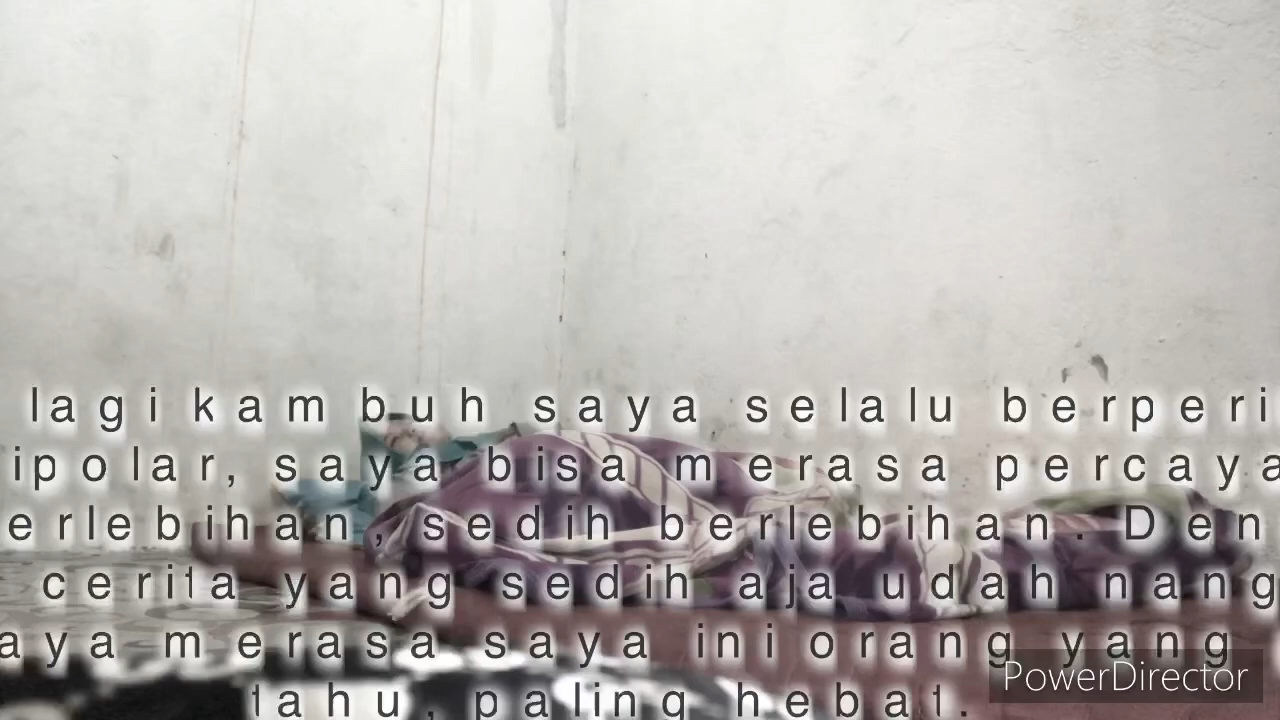 lagi kambuh saya selalu berperi
ipolar, saya bisa merasa percaya
erlebihan, sedih berlebihan. Den
cerita yang sedih aja udah nang
aya merasa saya ini orang yang
tahu, paling hebat.
PowerDirector